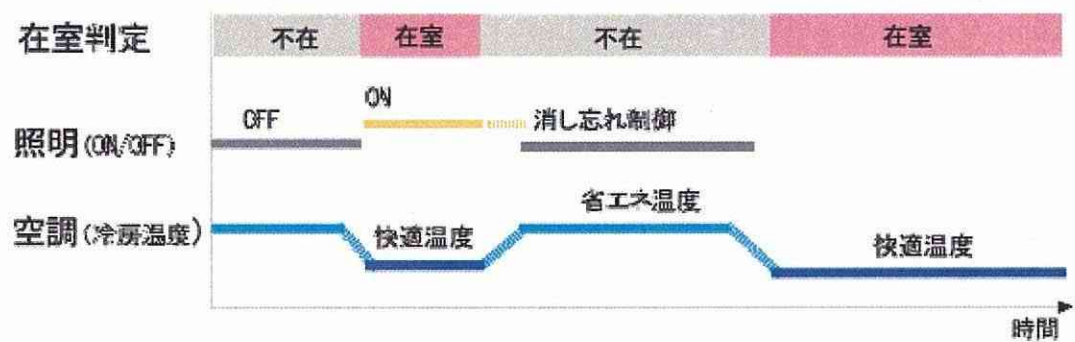 在室判定
不在
在室
不在
在室
照明(ON/OFF)
OFF
ON
消し忘れ制御
空調(冷房温度)
快適温度
省エネ温度
快適温度
時間